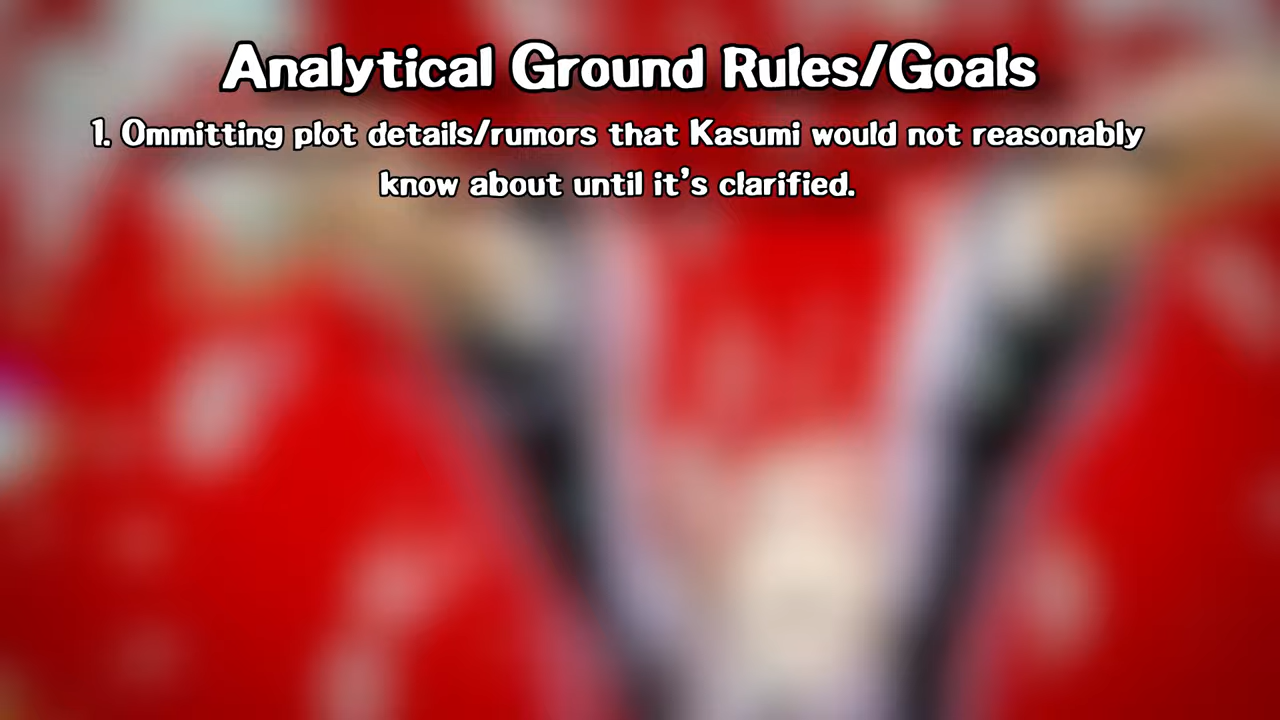 Analytical Ground Rules/Goals
1. Ommitting plot details/rumors that Kasumi would not reasonably
know about until it's clarified.